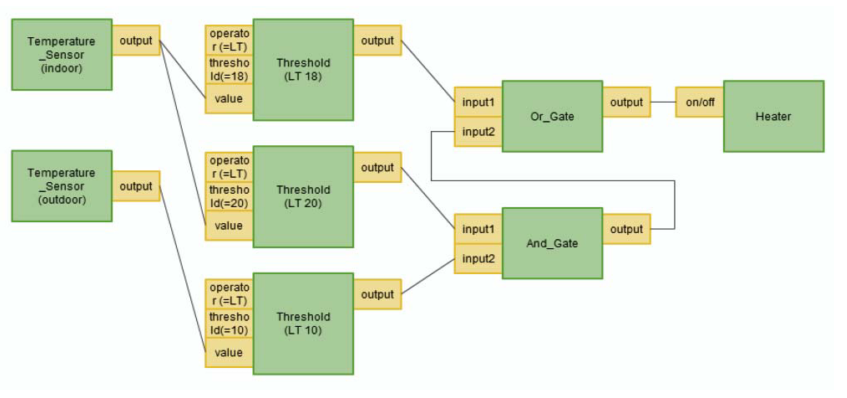 Temperature
_Sensor
(indoor)
output
operato
r (=LT)
thresho
ld(=18)
value
Threshold
(LT 18)
output
input1
input2
Or_Gate
output
on/off
Heater
Temperature
_Sensor
(outdoor)
output
operato
r (=LT)
thresho
ld(=20)
value
Threshold
(LT 20)
output
input1
input2
And_Gate
output
operato
r (=LT)
thresho
ld(=10)
value
Threshold
(LT 10)
output